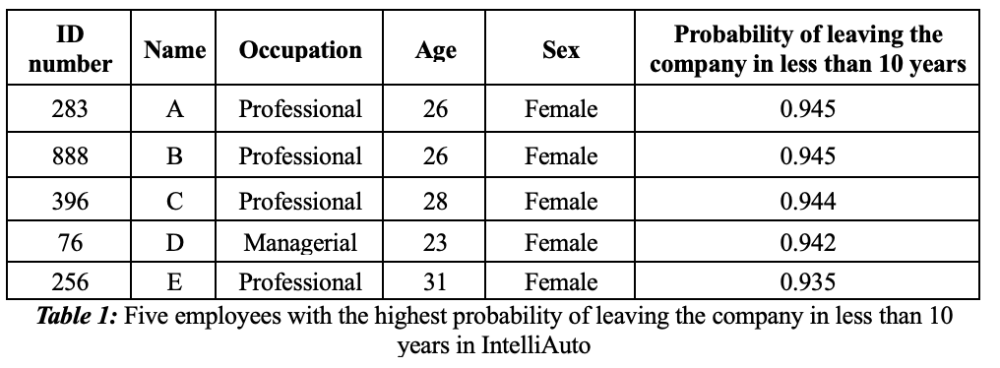 ID number Name Occupation Age Sex Probability of leaving the company in less than 10 years
283 A Professional 26 Female 0.945
888 B Professional 26 Female 0.945
396 C Professional 28 Female 0.944
76 D Managerial 23 Female 0.942
256 E Professional 31 Female 0.935
Table 1: Five employees with the highest probability of leaving the company in less than 10
years in IntelliAuto